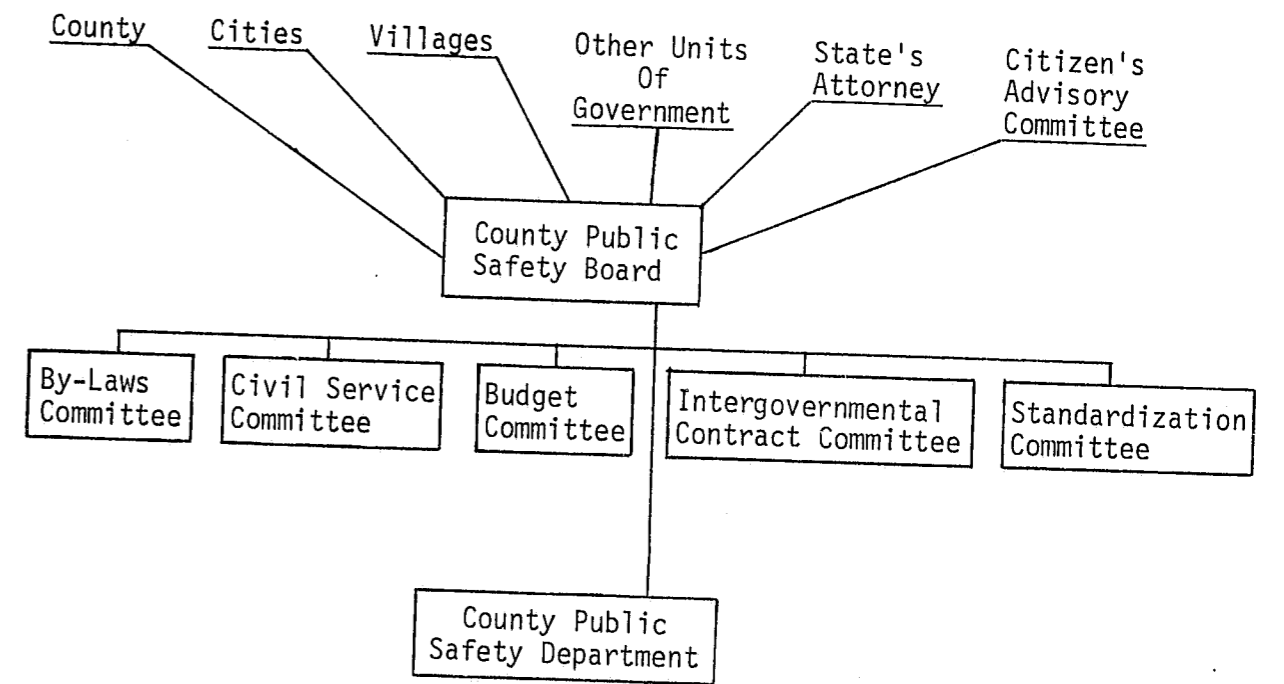 County
Cities
Villages
Other Units
Of
Government
State's
Attorney
Citizen's
Advisory
Committee
County Public
Safety Board
By-Laws
Committee
Civil Service
Committee
Budget
Committee
Intergovernmental
Contract Committee
Standardization
Committee
County Public
Safety Department